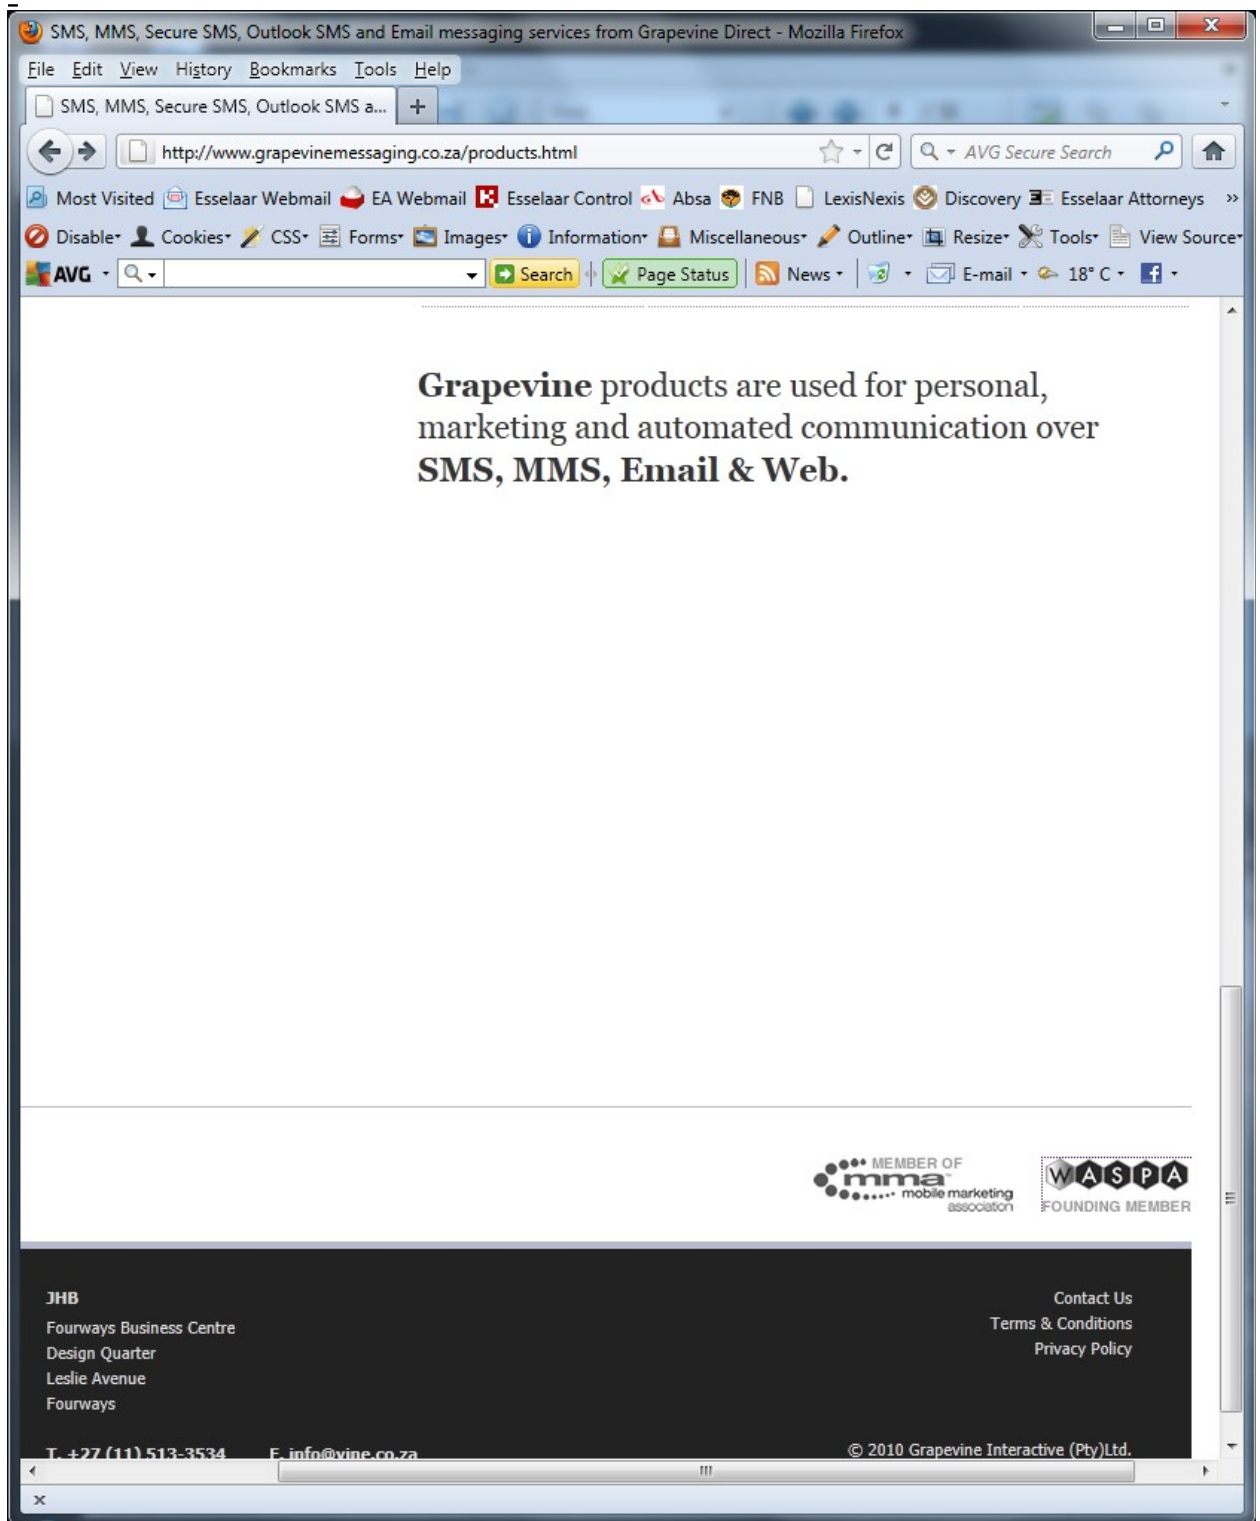 SMS, MMS, Secure SMS, Outlook SMS and Email messaging services from Grapevine Direct - Mozilla Firefox
File Edit View History Bookmarks Tools Help
SMS, MMS, Secure SMS, Outlook SMS a... +
http://www.grapevinemessaging.co.za/products.html AVG Secure Search
Most Visited Esselaar Webmail EA Webmail Esselaar Control Absa FNB LexisNexis Discovery Esselaar Attorneys »
Disable Cookies CSS Forms Images Information Miscellaneous Outline Resize Tools View Source
AVG Search Page Status News E-mail 18° C
Grapevine products are used for personal,
marketing and automated communication over
SMS, MMS, Email & Web.
MEMBER OF
mma
mobile marketing
association
WASPA
FOUNDING MEMBER
JHB
Fourways Business Centre
Design Quarter
Leslie Avenue
Fourways
T. +27 (11) 513-3534 E. info@vine.co.za
Contact Us
Terms & Conditions
Privacy Policy
© 2010 Grapevine Interactive (Pty)Ltd.